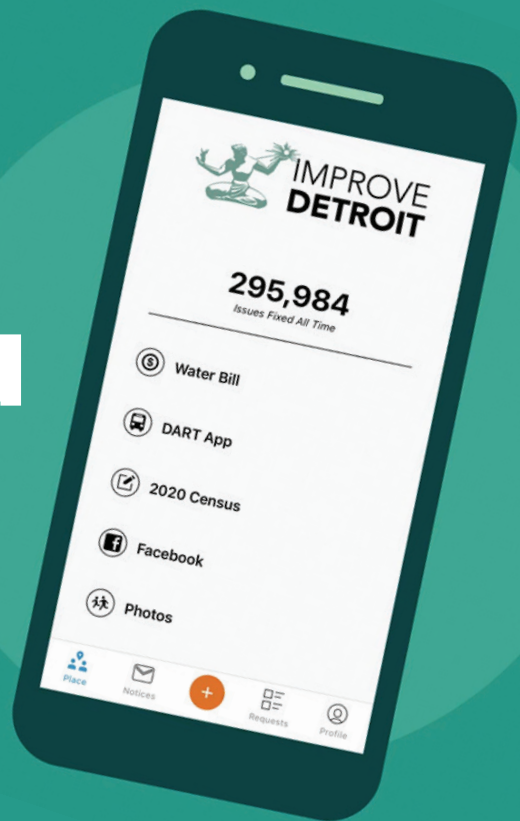 IMPROVE
DETROIT
295,984
Issues Fixed All Time
Water Bill
DART App
2020 Census
Facebook
Photos
Place
Notices
Requests
Profile